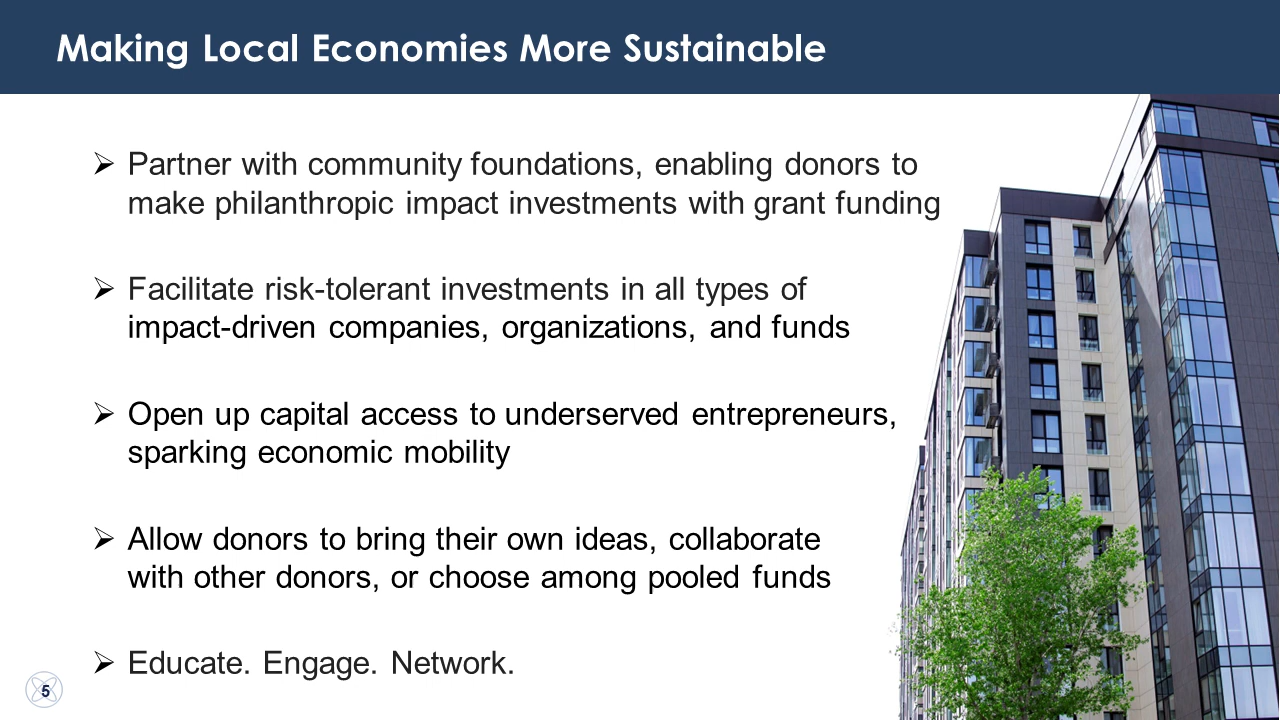 Making Local Economies More Sustainable
➢ Partner with community foundations, enabling donors to
make philanthropic impact investments with grant funding
➢ Facilitate risk-tolerant investments in all types of
impact-driven companies, organizations, and funds
➢ Open up capital access to underserved entrepreneurs,
sparking economic mobility
➢ Allow donors to bring their own ideas, collaborate
with other donors, or choose among pooled funds
➢ Educate. Engage. Network.
5